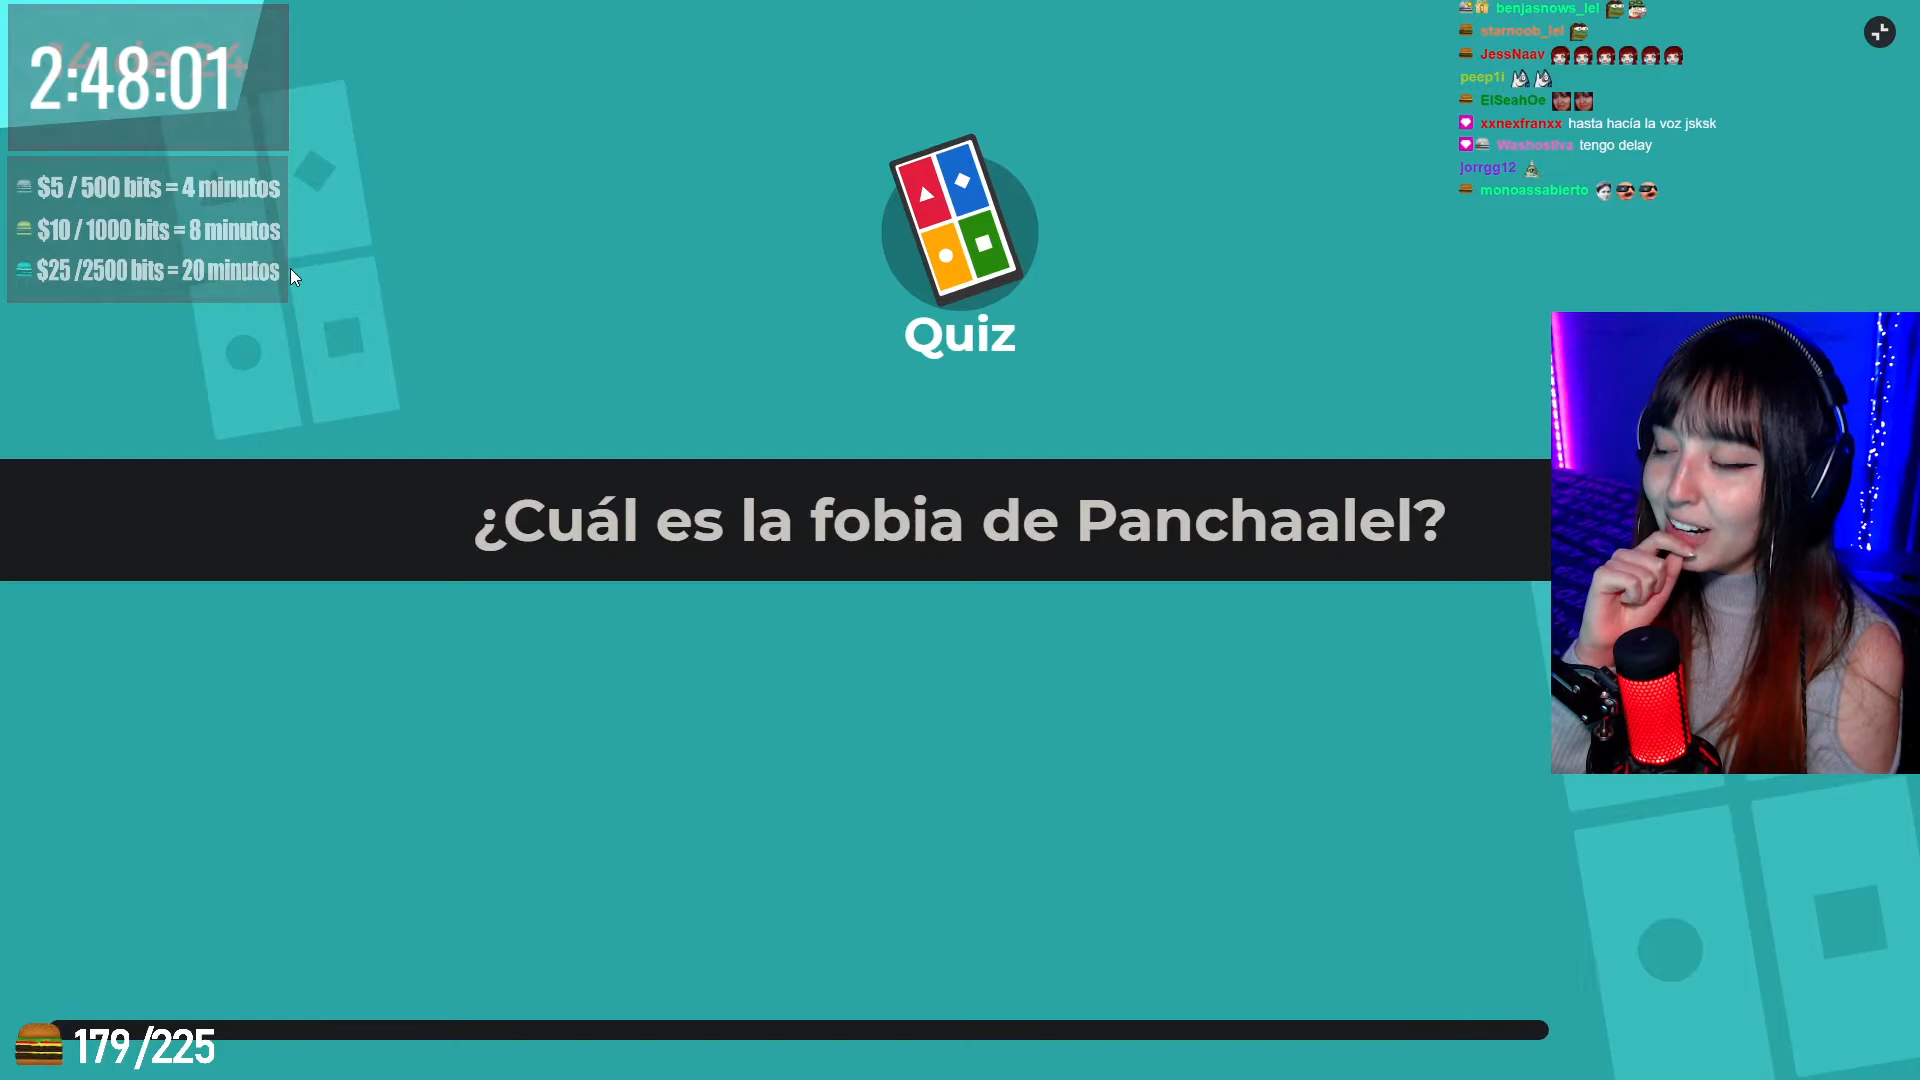 2:48:01
$5 / 500 bits = 4 minutos
$10 / 1000 bits = 8 minutos
$25 /2500 bits = 20 minutos
benjasnows_lel
starnoob_lel
JessNaav
peep1i
ElSeahOe
xxnexfranxx hasta hacía la voz jsksk
Washosilva tengo delay
jorrgg12
monoassabierto
Quiz
¿Cuál es la fobia de Panchaalel?
179/225